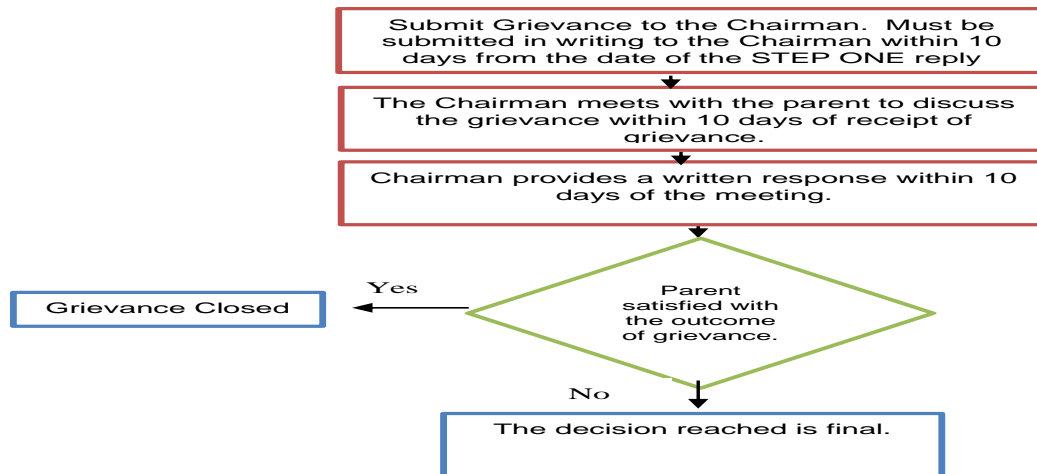 Submit Grievance to the Chairman.  Must be
submitted in writing to the Chairman within 10
days from the date of the STEP ONE reply
The Chairman meets with the parent to discuss
the grievance within 10 days of receipt of
grievance.
Chairman provides a written response within 10
days of the meeting.
Parent
satisfied with
the outcome
of grievance.
Yes
Grievance Closed
No
The decision reached is final.